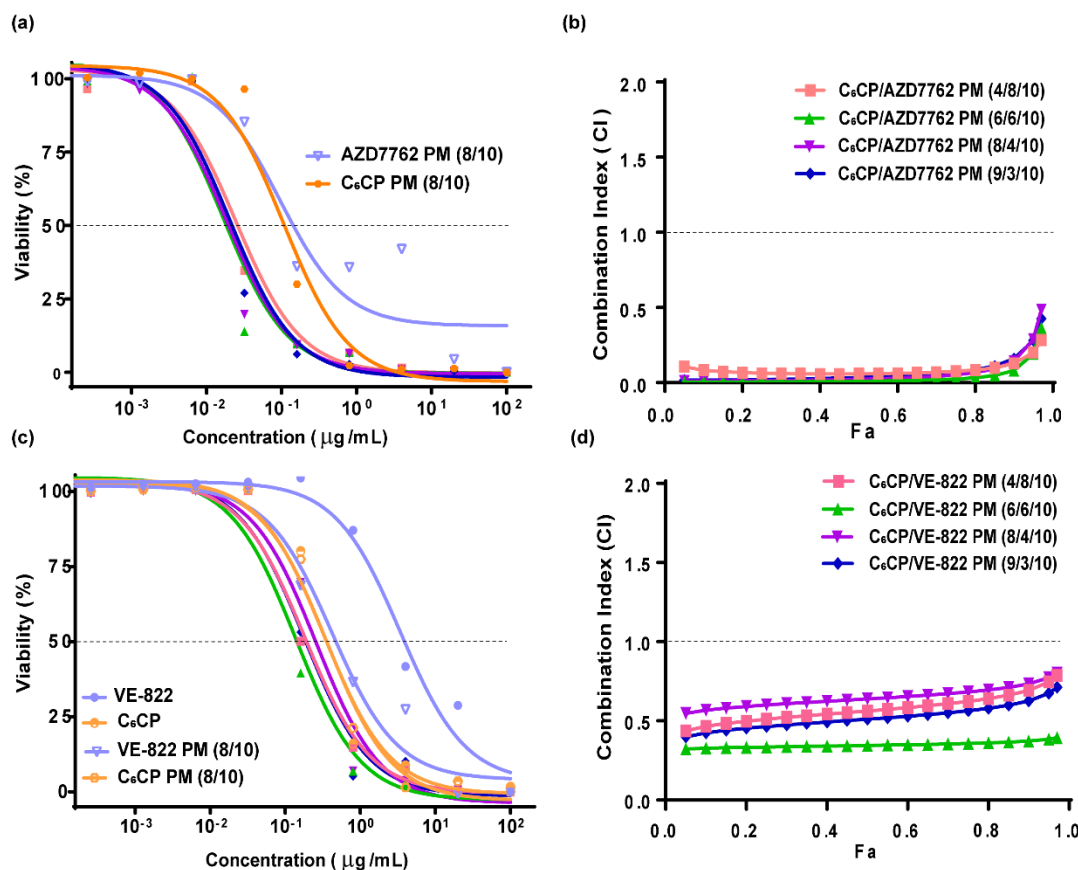 (a)
100
75
50
25
0
Viability (%)
AZD7762 PM (8/10)
C₆CP PM (8/10)
10⁻³ 10⁻² 10⁻¹ 10⁰ 10¹ 10²
Concentration ( μg/mL)
(b)
2.0
1.5
1.0
0.5
0.0
Combination Index (CI)
C₆CP/AZD7762 PM (4/8/10)
C₆CP/AZD7762 PM (6/6/10)
C₆CP/AZD7762 PM (8/4/10)
C₆CP/AZD7762 PM (9/3/10)
0.0 0.2 0.4 0.6 0.8 1.0
Fa
(c)
100
75
50
25
0
Viability (%)
VE-822
C₆CP
VE-822 PM (8/10)
C₆CP PM (8/10)
10⁻³ 10⁻² 10⁻¹ 10⁰ 10¹ 10²
Concentration ( μg/mL)
(d)
2.0
1.5
1.0
0.5
0.0
Combination Index (CI)
C₆CP/VE-822 PM (4/8/10)
C₆CP/VE-822 PM (6/6/10)
C₆CP/VE-822 PM (8/4/10)
C₆CP/VE-822 PM (9/3/10)
0.0 0.2 0.4 0.6 0.8 1.0
Fa